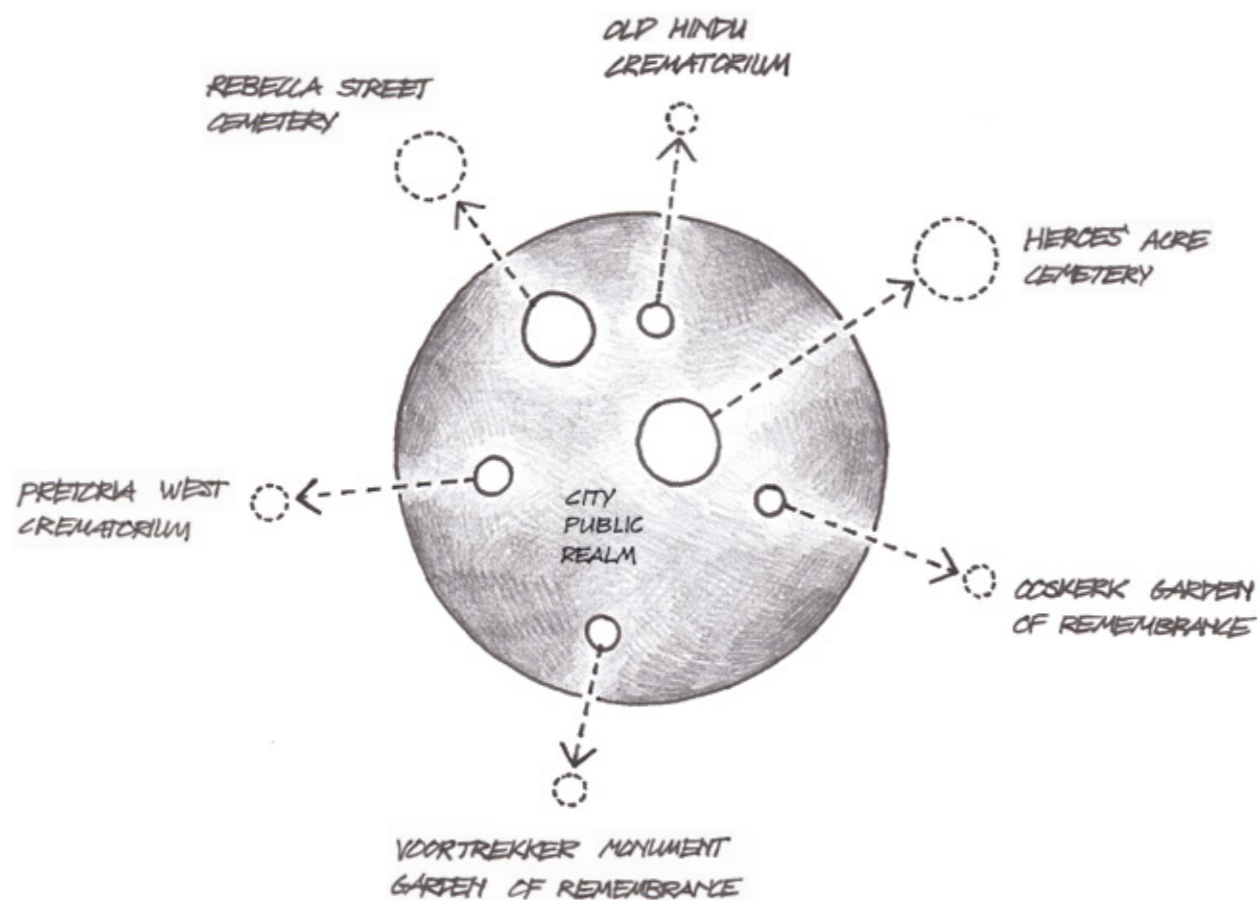 OLD HINDU
CREMATORIUM
REBECCA STREET
CEMETERY
HEROES' ACRE
CEMETERY
PRETORIA WEST
CREMATORIUM
CITY
PUBLIC
REALM
OOSKERK GARDEN
OF REMEMBRANCE
VOORTREKKER MONUMENT
GARDEN OF REMEMBRANCE